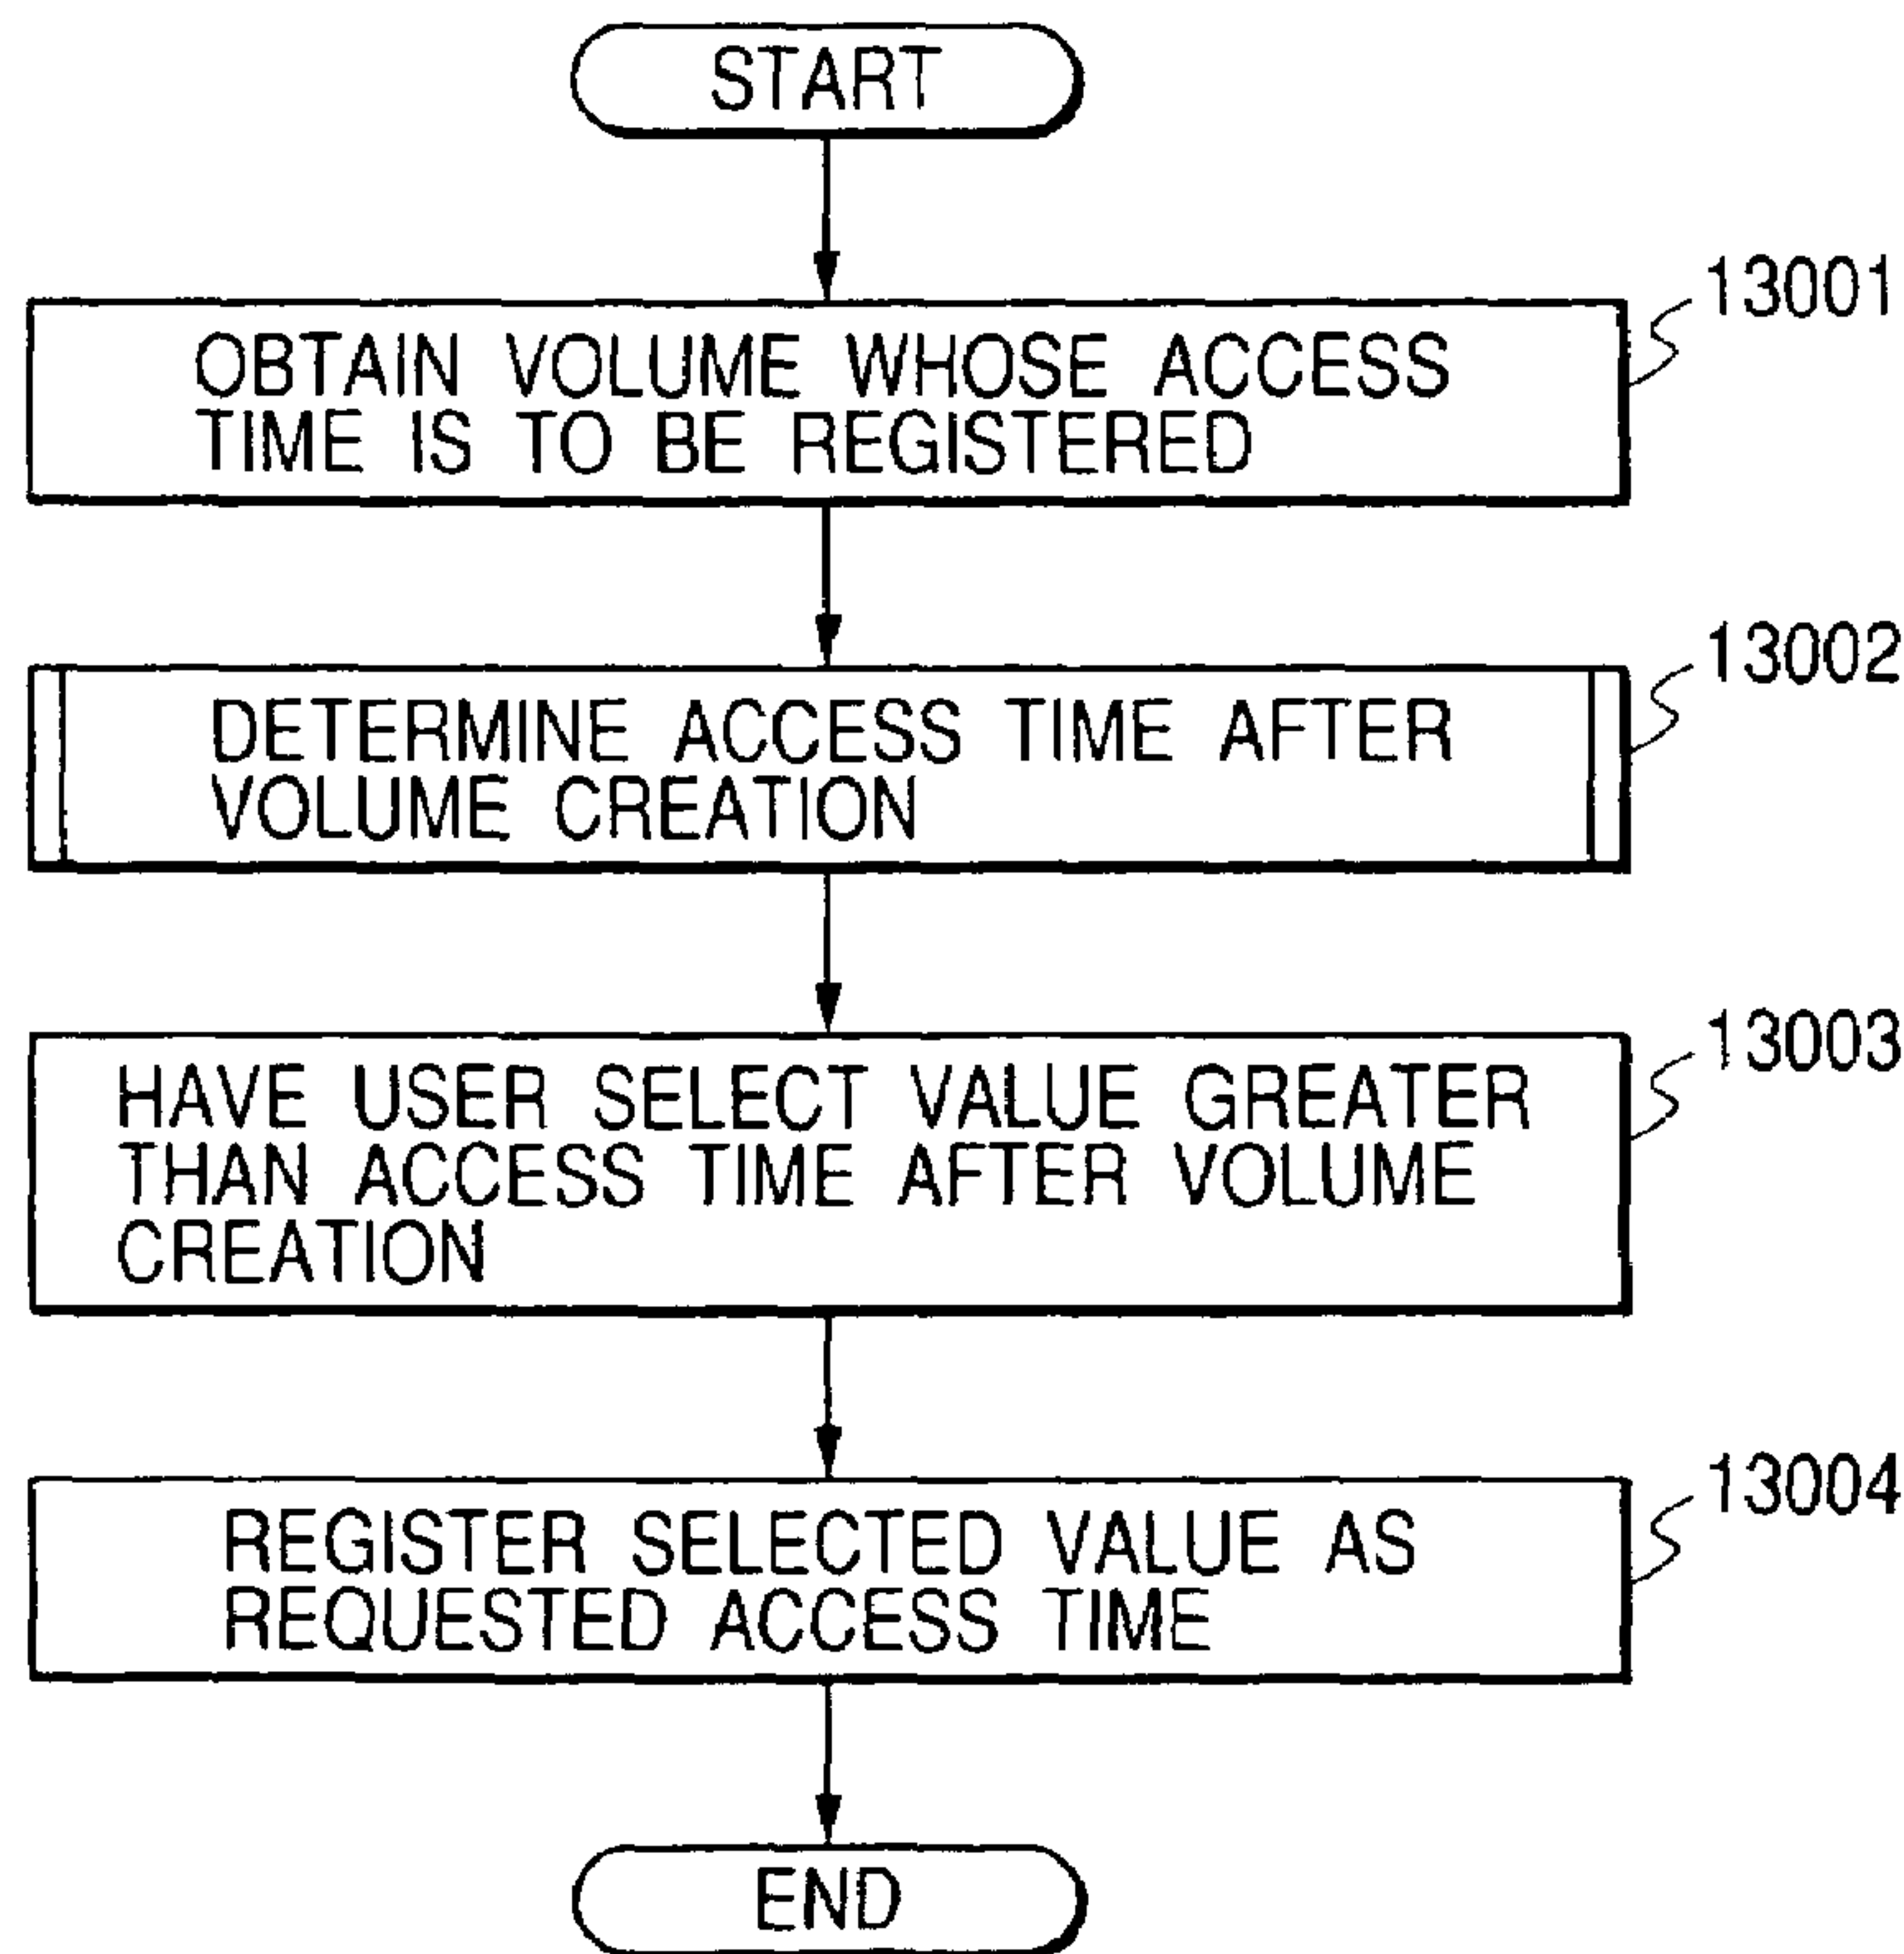 START
13001
OBTAIN VOLUME WHOSE ACCESS
TIME IS TO BE REGISTERED
13002
DETERMINE ACCESS TIME AFTER
VOLUME CREATION
13003
HAVE USER SELECT VALUE GREATER
THAN ACCESS TIME AFTER VOLUME
CREATION
13004
REGISTER SELECTED VALUE AS
REQUESTED ACCESS TIME
END